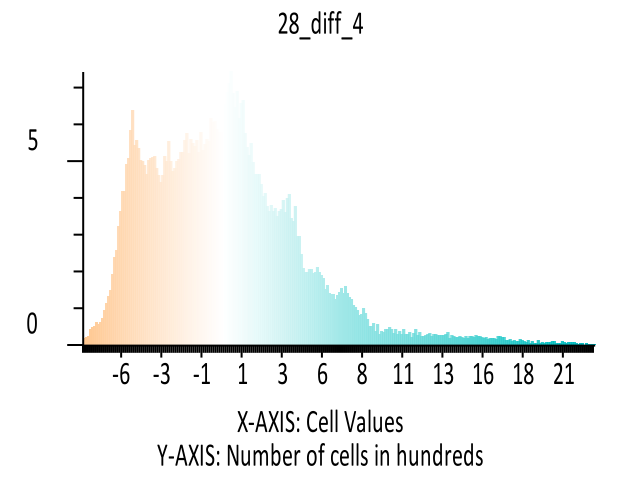 28_diff_4
5
0
-6 -3 -1 1 3 6 8 11 13 16 18 21
X-AXIS: Cell Values
Y-AXIS: Number of cells in hundreds